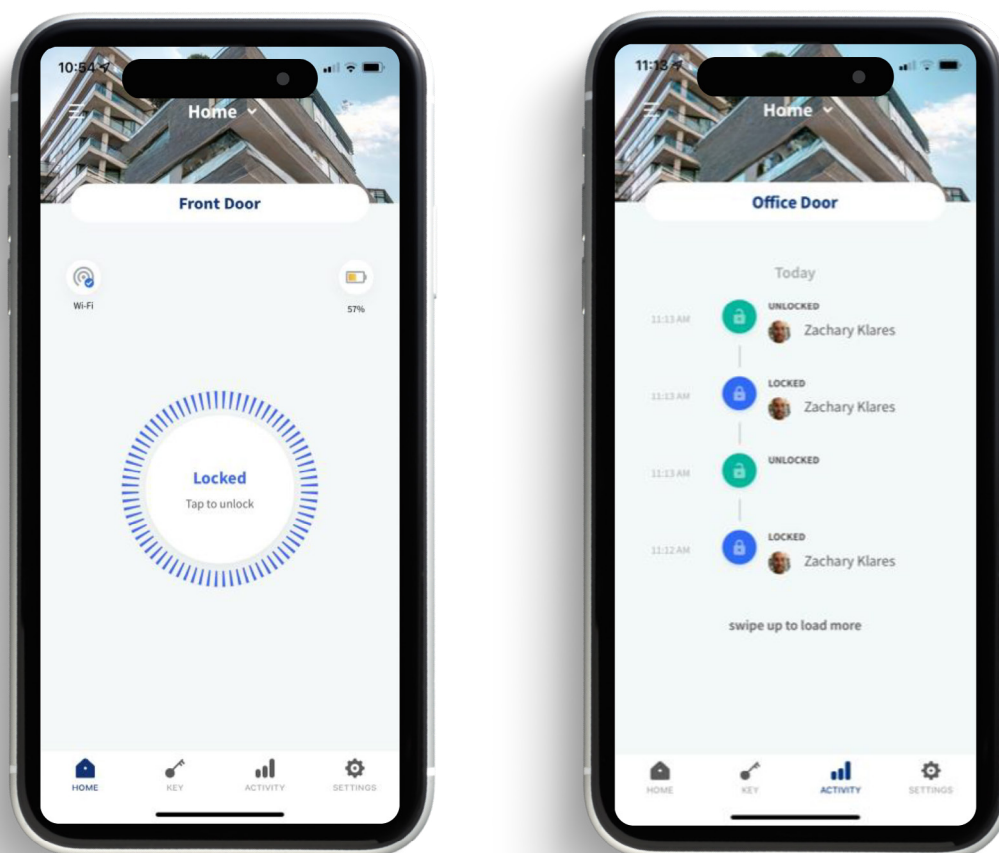 10:54
Home
Front Door
Wi-Fi
57%
Locked
Tap to unlock
HOME
KEY
ACTIVITY
SETTINGS
11:13
Home
Office Door
Today
11:13 AM
UNLOCKED
Zachary Klares
11:13 AM
LOCKED
Zachary Klares
11:13 AM
UNLOCKED
11:12 AM
LOCKED
Zachary Klares
swipe up to load more
HOME
KEY
ACTIVITY
SETTINGS